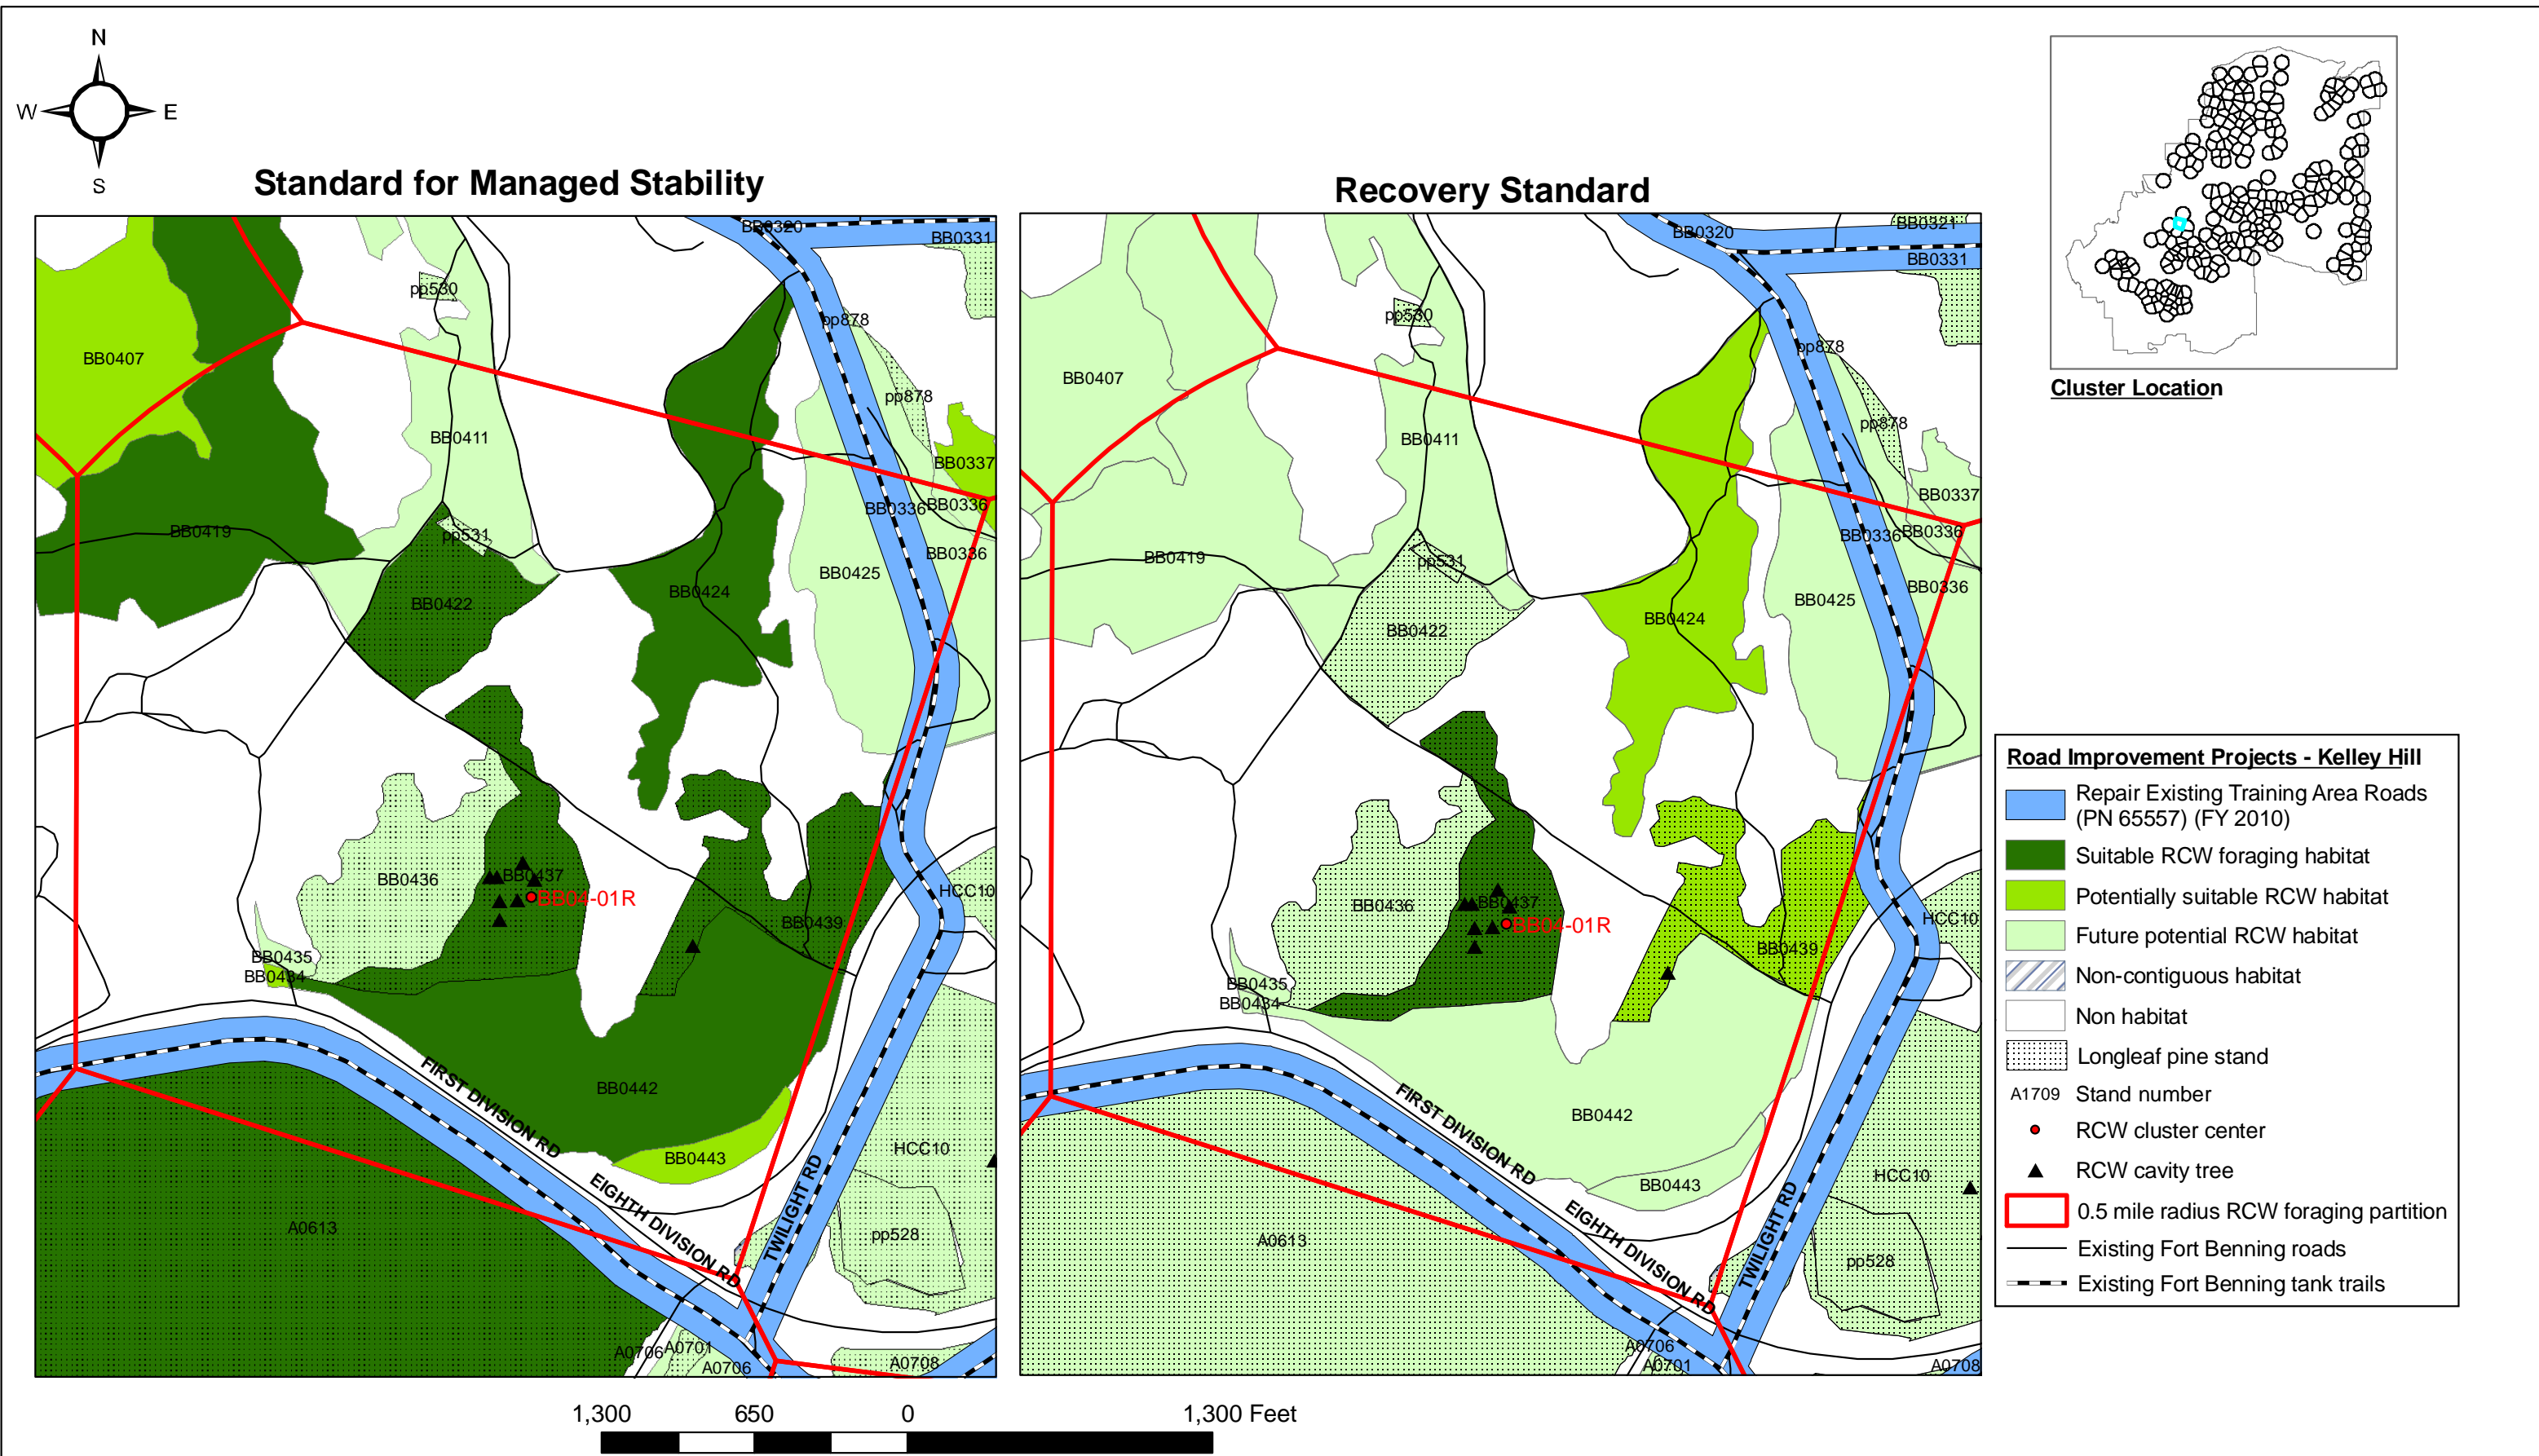 N
W E
S
Standard for Managed Stability
BB0320
BB0331
pp530
pp878
BB0407
pp878
BB0411
BB0337
BB0336
BB0336
BB0419
pp531
BB0336
BB0425
BB0422
BB0424
BB0437
BB0436
BB04-01R
HCC10
BB0439
BB0435
BB0434
FIRST DIVISION RD
BB0442
BB0443
HCC10
EIGHTH DIVISION RD
TWILIGHT RD
A0613
pp528
A0706
A0701
A0706
A0708
Recovery Standard
BB0321
BB0320
BB0331
pp530
pp878
BB0407
pp878
BB0411
BB0337
BB0336
BB0336
BB0419
pp531
BB0336
BB0425
BB0422
BB0424
BB0437
BB0436
BB04-01R
HCC10
BB0439
BB0435
BB0434
FIRST DIVISION RD
BB0442
BB0443
HCC10
EIGHTH DIVISION RD
TWILIGHT RD
A0613
pp528
A0706
A0701
A0708
1,300 650 0 1,300 Feet
Cluster Location
Road Improvement Projects - Kelley Hill
Repair Existing Training Area Roads
(PN 65557) (FY 2010)
Suitable RCW foraging habitat
Potentially suitable RCW habitat
Future potential RCW habitat
Non-contiguous habitat
Non habitat
Longleaf pine stand
A1709 Stand number
RCW cluster center
RCW cavity tree
0.5 mile radius RCW foraging partition
Existing Fort Benning roads
Existing Fort Benning tank trails